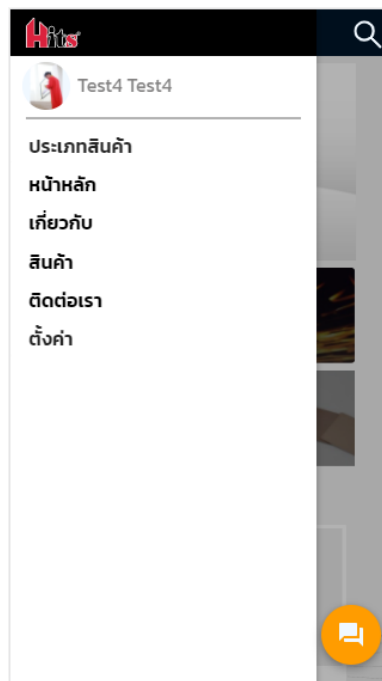 Hits
Test4 Test4
ประเภทสินค้า
หน้าหลัก
เกี่ยวกับ
สินค้า
ติดต่อเรา
ตั้งค่า